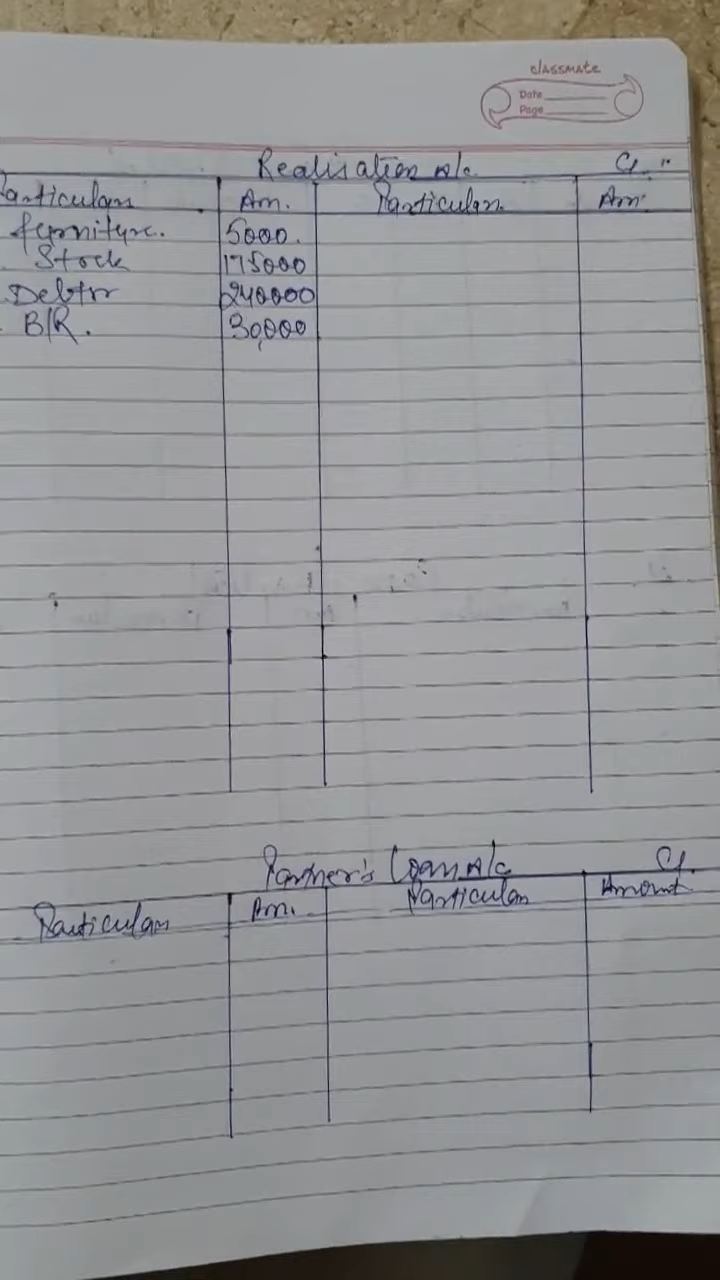 classmate
Date
Page
Realisation A/c. Cr.
Particulars Am. Particulars. Am.
furniture. 5000.
Stock 175000
Debtor 240000
B/R. 30,000
Partner's Loan A/c Cr.
Particulars Am. Particulars Amount